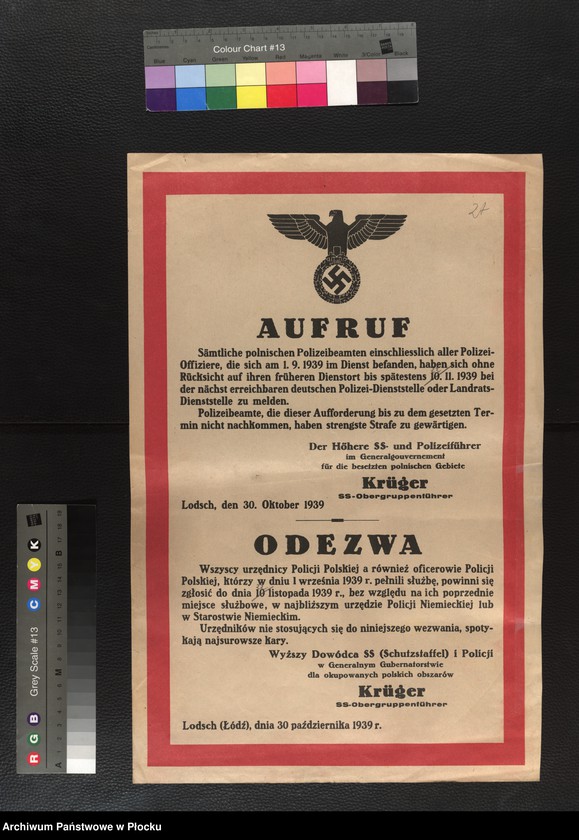 Colour Chart #13
Blue Cyan Green Yellow Red Magenta White 3/Color Black
24
AUFRUF
Sämtliche polnischen Polizeibeamten einschliesslich aller Polizei-
Offiziere, die sich am 1. 9. 1939 im Dienst befanden, haben sich ohne
Rücksicht auf ihren früheren Dienstort bis spätestens 10. 11. 1939 bei
der nächst erreichbaren deutschen Polizei-Dienststelle oder Landrats-
Dienststelle zu melden.
Polizeibeamte, die dieser Aufforderung bis zu dem gesetzten Ter-
min nicht nachkommen, haben strengste Strafe zu gewärtigen.
Der Höhere SS- und Polizeiführer
im Generalgouvernement
für die besetzten polnischen Gebiete
Krüger
SS-Obergruppenführer
Lodsch, den 30. Oktober 1939
ODEZWA
Wszyscy urzędnicy Policji Polskiej a również oficerowie Policji
Polskiej, którzy w dniu 1 września 1939 r. pełnili służbę, powinni się
zgłosić do dnia 10 listopada 1939 r., bez względu na ich poprzednie
miejsce służbowe, w najbliższym urzędzie Policji Niemieckiej lub
w Starostwie Niemieckim.
Urzędników nie stosujących się do niniejszego wezwania, spoty-
kają najsurowsze kary.
Wyższy Dowódca SS (Schutzstaffel) i Policji
w Generalnym Gubernatorstwie
dla okupowanych polskich obszarów
Krüger
SS-Obergruppenführer
Lodsch (Łódź), dnia 30 października 1939 r.
Grey Scale #13
R G B C M Y K
A M B
Archiwum Państwowe w Płocku